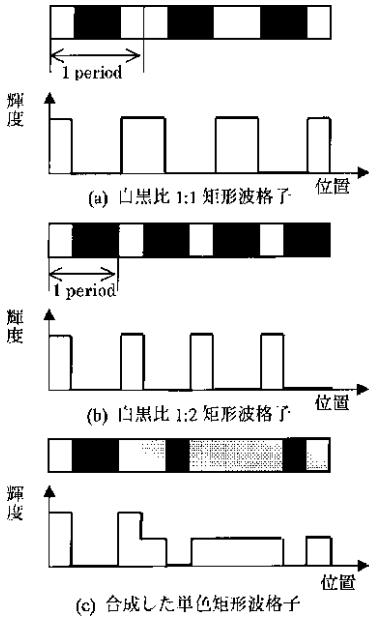 1 period
輝度
位置
(a) 白黒比 1:1 矩形波格子
1 period
輝度
位置
(b) 白黒比 1:2 矩形波格子
輝度
位置
(c) 合成した単色矩形波格子